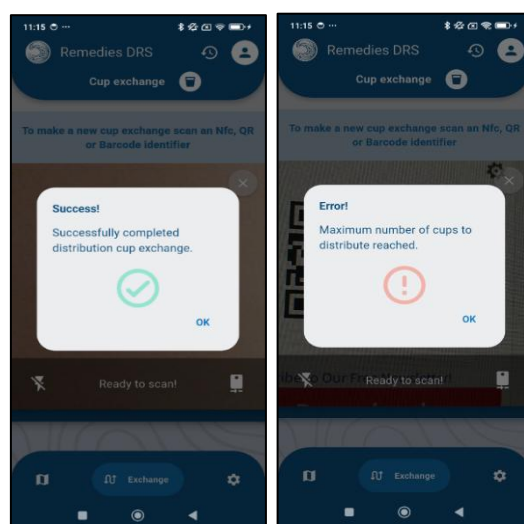 11:15
Remedies DRS
Cup exchange
To make a new cup exchange scan an Nfc, QR
or Barcode identifier
Success!
Successfully completed
distribution cup exchange.
OK
Ready to scan!
Exchange
11:15
Remedies DRS
Cup exchange
To make a new cup exchange scan an Nfc, QR
or Barcode identifier
Error!
Maximum number of cups to
distribute reached.
OK
Our Free Newsletter!
Ready to scan!
Exchange